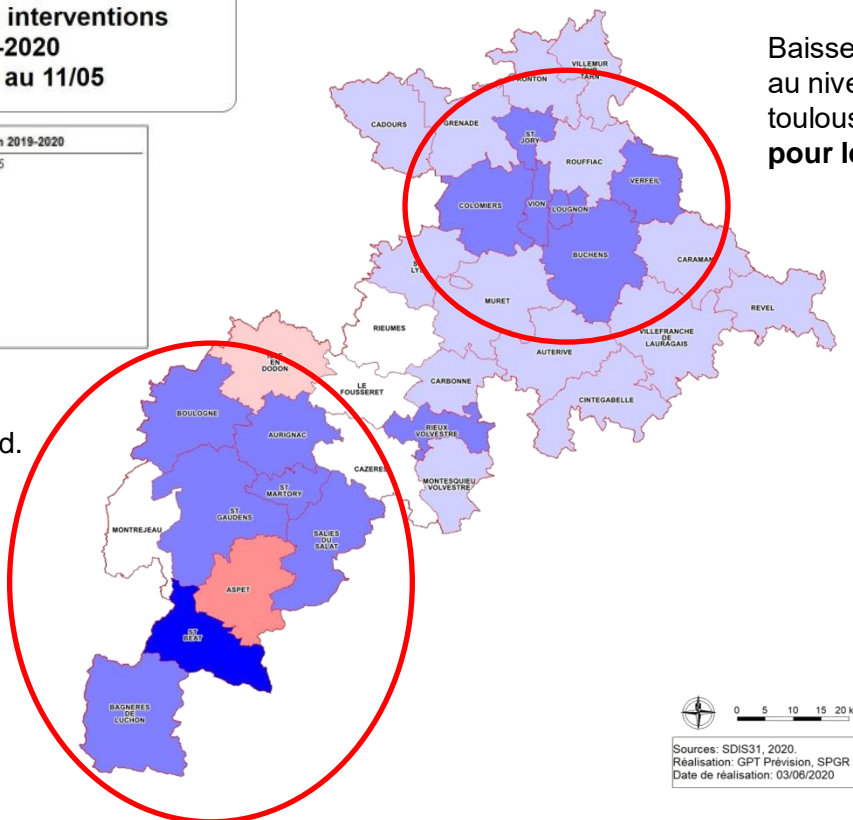 interventions
-2020
au 11/05
n 2019-2020
Baisse
au nive
toulous
pour le
d.
VILLEMUR
TARN
CADOURS
GRENADE
ST
JORY
ROUFFIAC
VERFEIL
COLOMIERS
VION
LOUGNON
BUCHENS
CARAMAN
LYS
MURET
REVEL
RIEUMES
VILLEFRANCHE
DE
LAURAGAIS
AUTERIVE
EN
DODON
LE
FOUSSERET
CARBONNE
CINTEGABELLE
BOULOGNE
AURIGNAC
RIEUX
VOLVESTRE
CAZERES
MONTESQUIEU
VOLVESTRE
ST
MARTORY
ST
GAUDENS
MONTREJEAU
SALIES
DU
SALAT
ASPET
ST
BEAT
BAGNERES
DE
LUCHON
0 5 10 15 20 k
Sources: SDIS31, 2020.
Réalisation: GPT Prévision, SPGR
Date de réalisation: 03/06/2020